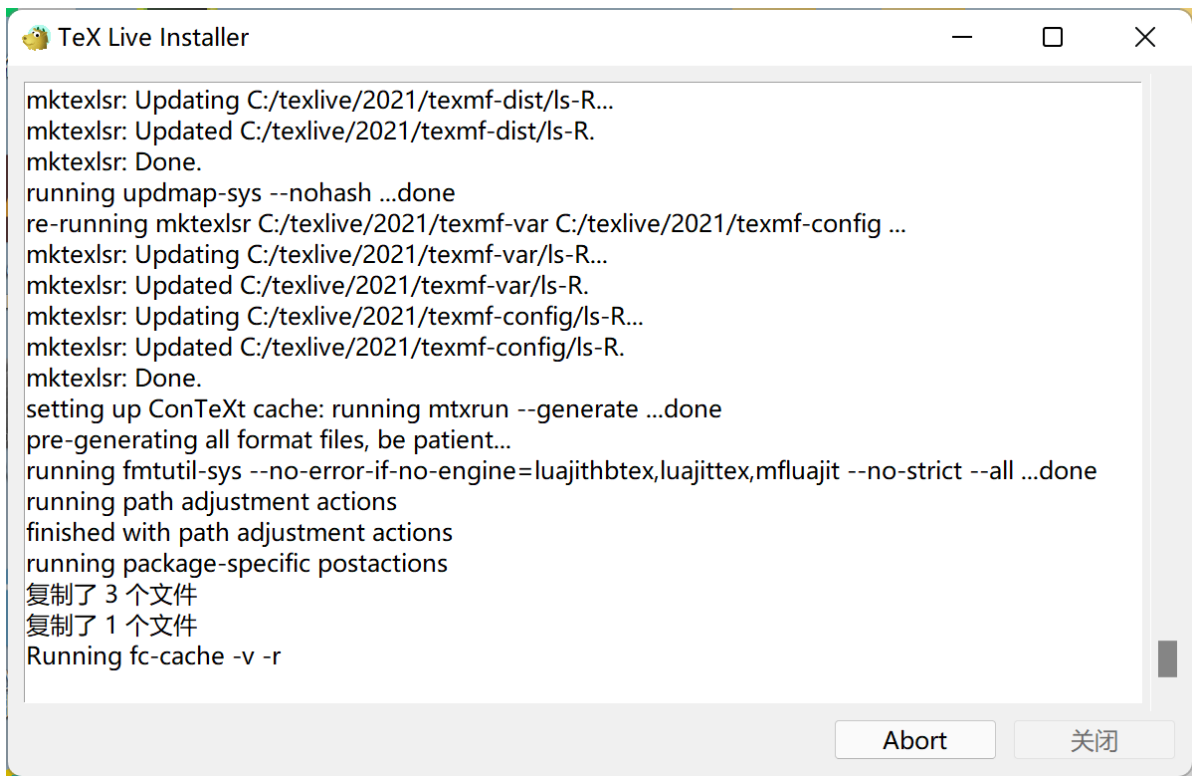 TeX Live Installer
mktexlsr: Updating C:/texlive/2021/texmf-dist/ls-R...
mktexlsr: Updated C:/texlive/2021/texmf-dist/ls-R.
mktexlsr: Done.
running updmap-sys --nohash ...done
re-running mktexlsr C:/texlive/2021/texmf-var C:/texlive/2021/texmf-config ...
mktexlsr: Updating C:/texlive/2021/texmf-var/ls-R...
mktexlsr: Updated C:/texlive/2021/texmf-var/ls-R.
mktexlsr: Updating C:/texlive/2021/texmf-config/ls-R...
mktexlsr: Updated C:/texlive/2021/texmf-config/ls-R.
mktexlsr: Done.
setting up ConTeXt cache: running mtxrun --generate ...done
pre-generating all format files, be patient...
running fmtutil-sys --no-error-if-no-engine=luajithbtex,luajittex,mfluajit --no-strict --all ...done
running path adjustment actions
finished with path adjustment actions
running package-specific postactions
复制了 3 个文件
复制了 1 个文件
Running fc-cache -v -r
Abort
关闭